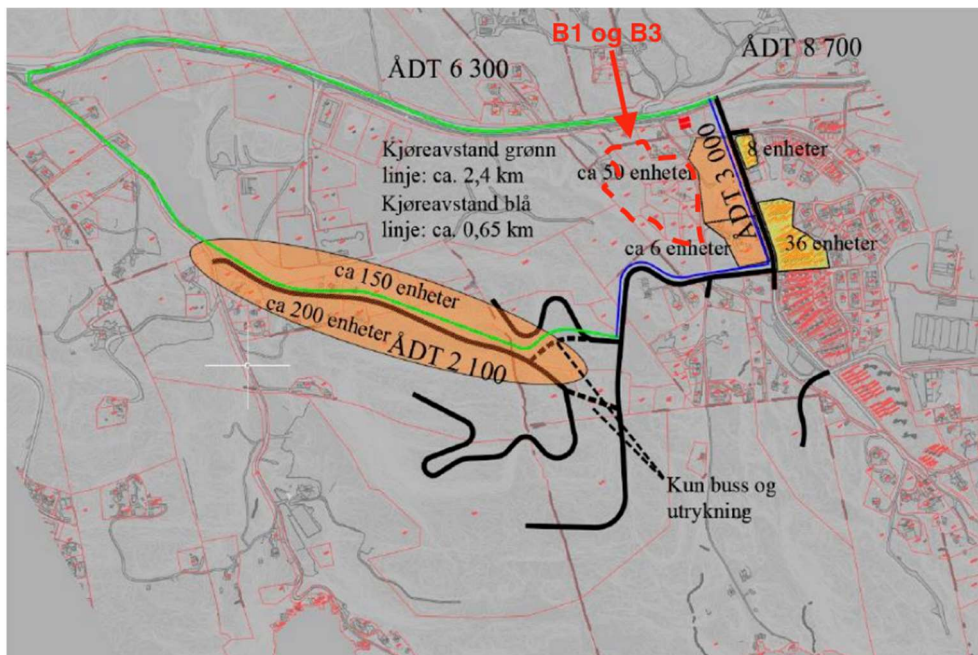 B1 og B3
ÅDT 8 700
ÅDT 6 300
Kjøreavstand grønn
linje: ca. 2,4 km
Kjøreavstand blå
linje: ca. 0,65 km
8 enheter
ca 50 enheter
ÅDT 3 000
ca 6 enheter
36 enheter
ca 150 enheter
ca 200 enheter
ÅDT 2 100
Kun buss og
utrykning